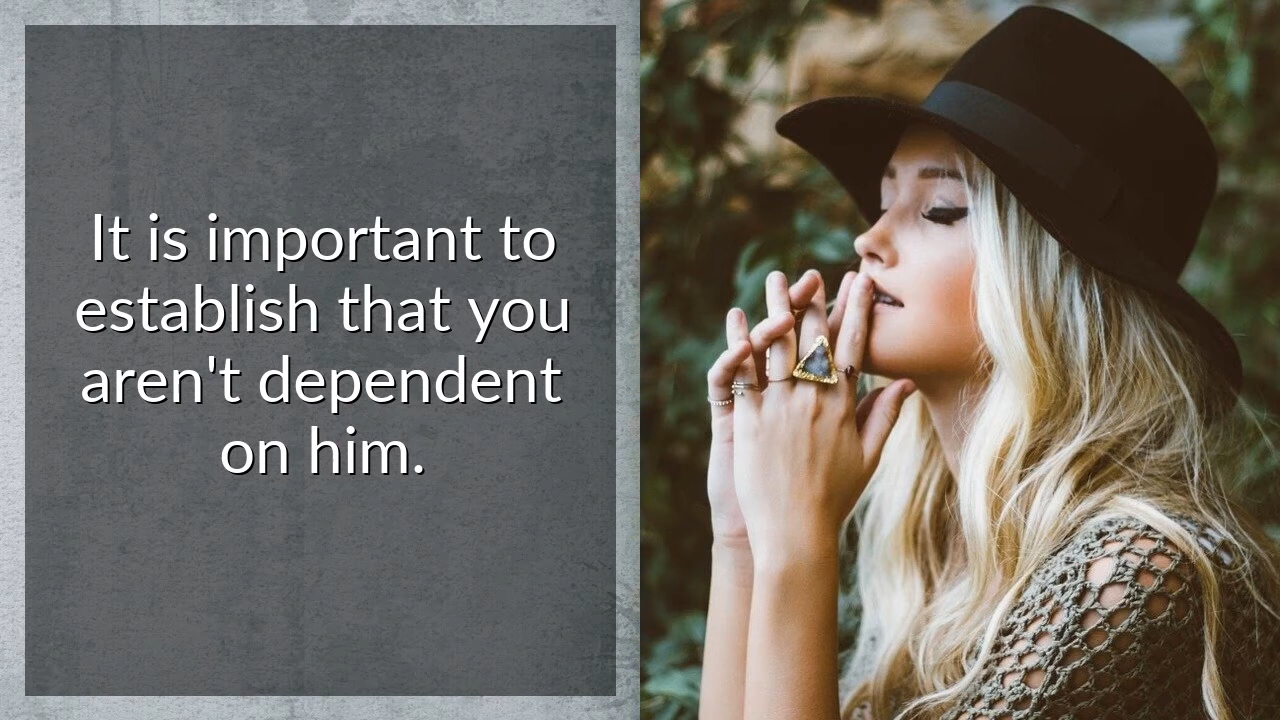 It is important to
establish that you
aren't dependent
on him.